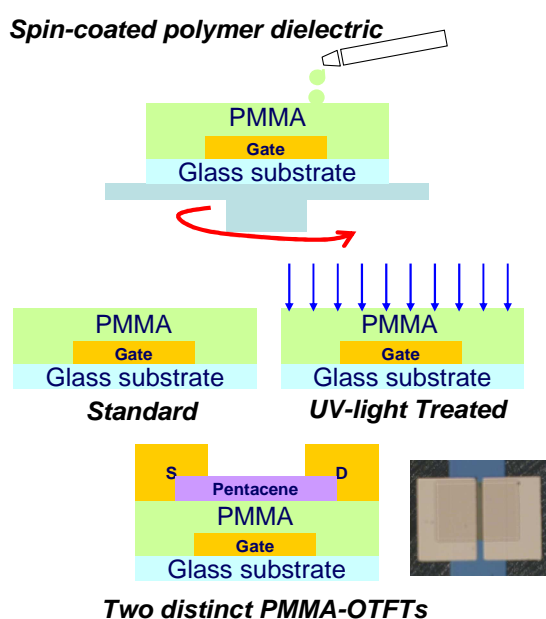 Spin-coated polymer dielectric
PMMA
Gate
Glass substrate
PMMA
Gate
Glass substrate
Standard
PMMA
Gate
Glass substrate
UV-light Treated
S
D
Pentacene
PMMA
Gate
Glass substrate
Two distinct PMMA-OTFTs